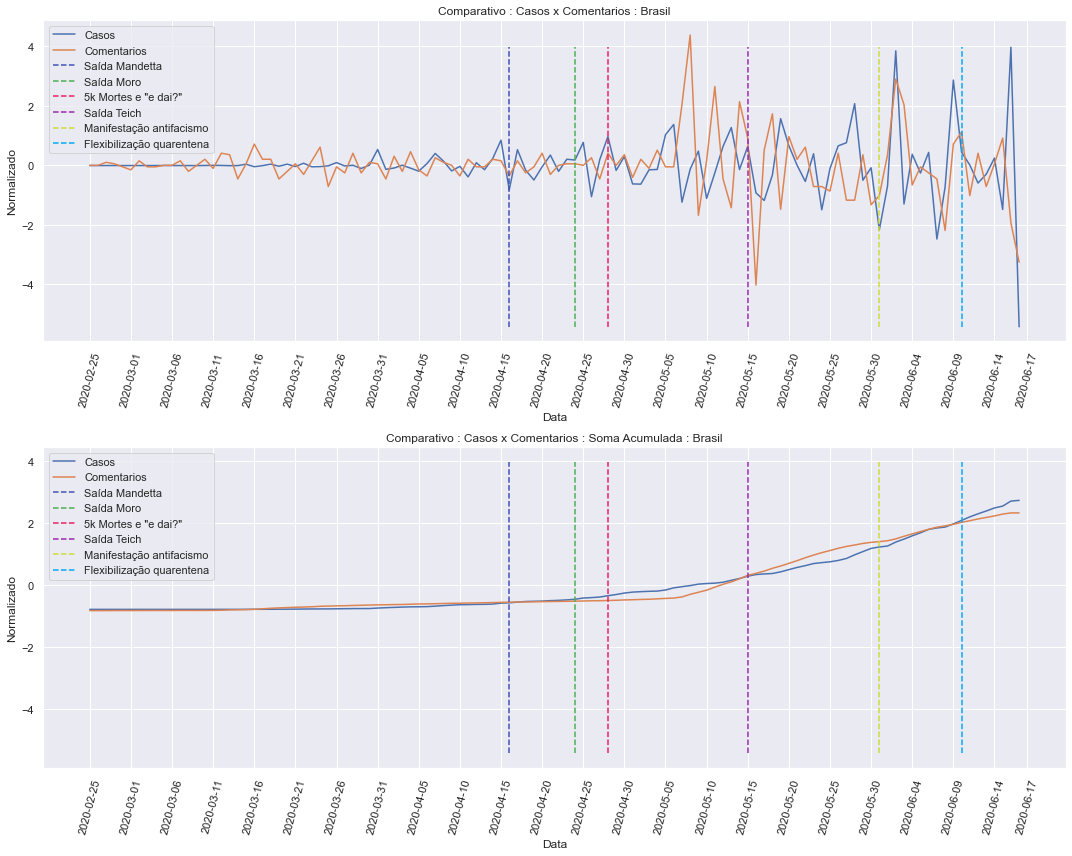 Comparativo : Casos x Comentarios : Brasil
Casos
Comentarios
Saída Mandetta
Saída Moro
5k Mortes e "e dai?"
Saída Teich
Manifestação antifacismo
Flexibilização quarentena
Normalizado
4
2
0
−2
−4
2020-02-25
2020-03-01
2020-03-06
2020-03-11
2020-03-16
2020-03-21
2020-03-26
2020-03-31
2020-04-05
2020-04-10
2020-04-15
2020-04-20
2020-04-25
2020-04-30
2020-05-05
2020-05-10
2020-05-15
2020-05-20
2020-05-25
2020-05-30
2020-06-04
2020-06-09
2020-06-14
2020-06-17
Data
Comparativo : Casos x Comentarios : Soma Acumulada : Brasil
Casos
Comentarios
Saída Mandetta
Saída Moro
5k Mortes e "e dai?"
Saída Teich
Manifestação antifacismo
Flexibilização quarentena
Normalizado
4
2
0
−2
−4
2020-02-25
2020-03-01
2020-03-06
2020-03-11
2020-03-16
2020-03-21
2020-03-26
2020-03-31
2020-04-05
2020-04-10
2020-04-15
2020-04-20
2020-04-25
2020-04-30
2020-05-05
2020-05-10
2020-05-15
2020-05-20
2020-05-25
2020-05-30
2020-06-04
2020-06-09
2020-06-14
2020-06-17
Data